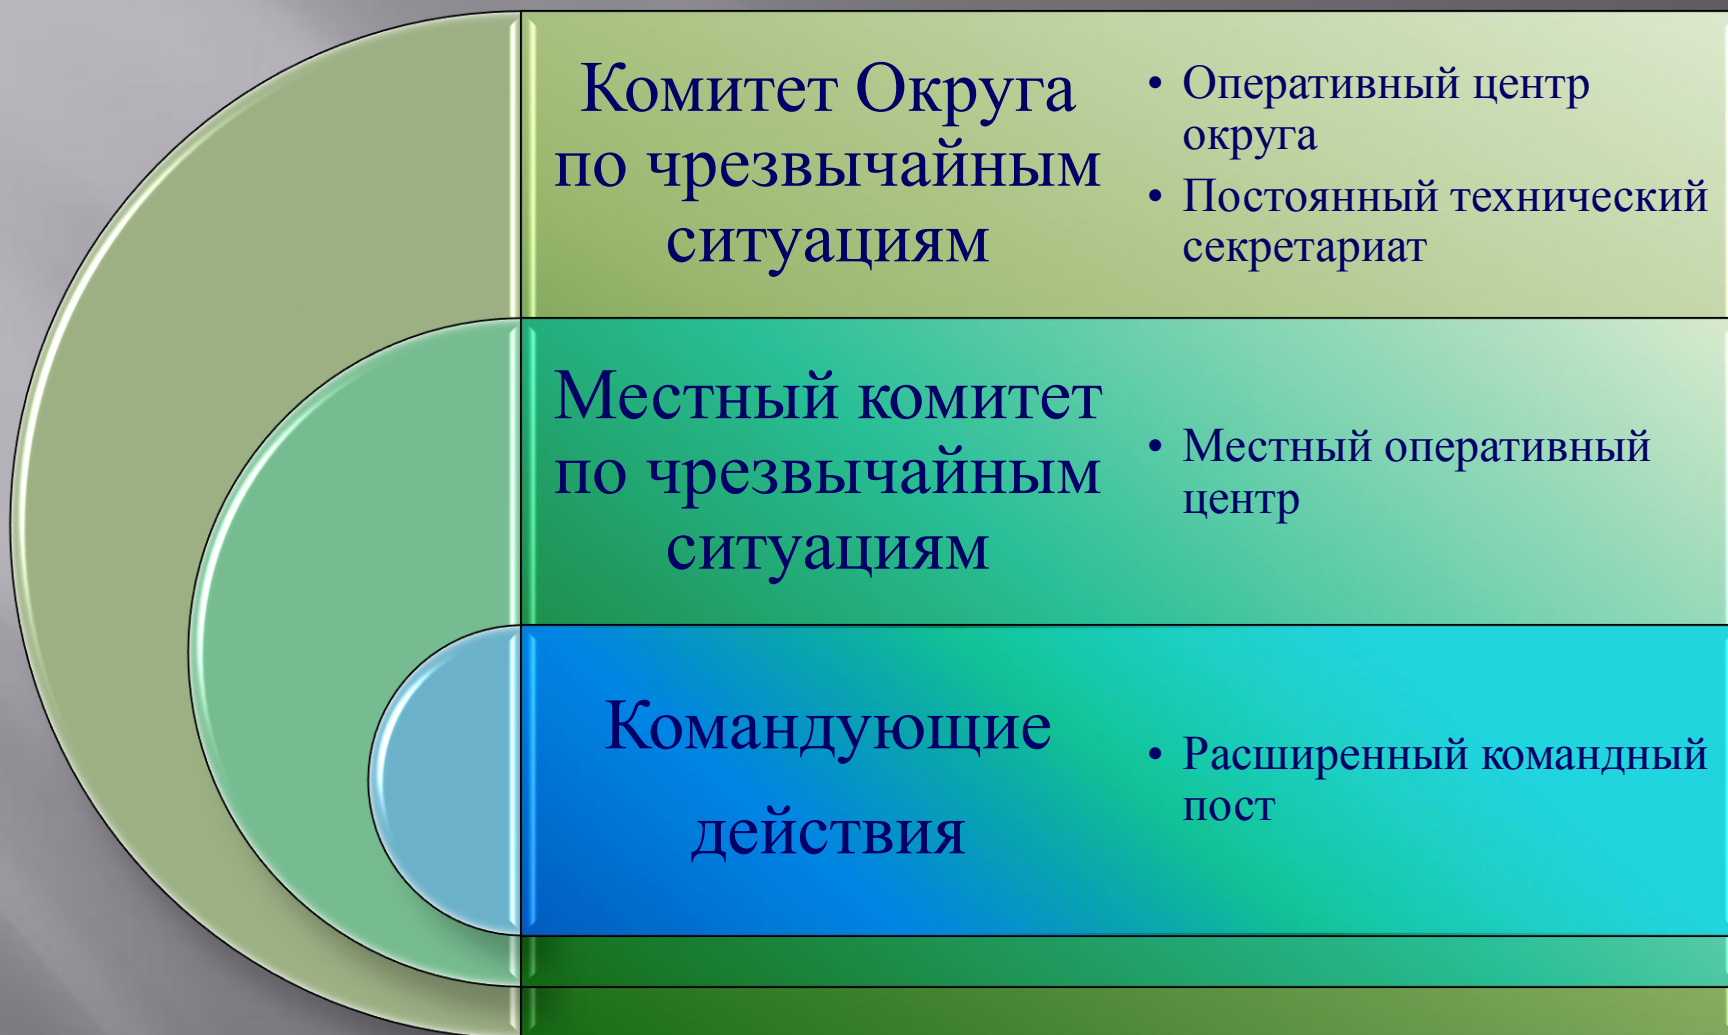 Комитет Округа
по чрезвычайным
ситуациям
• Оперативный центр
округа
• Постоянный технический
секретариат
Местный комитет
по чрезвычайным
ситуациям
• Местный оперативный
центр
Командующие
действия
• Расширенный командный
пост